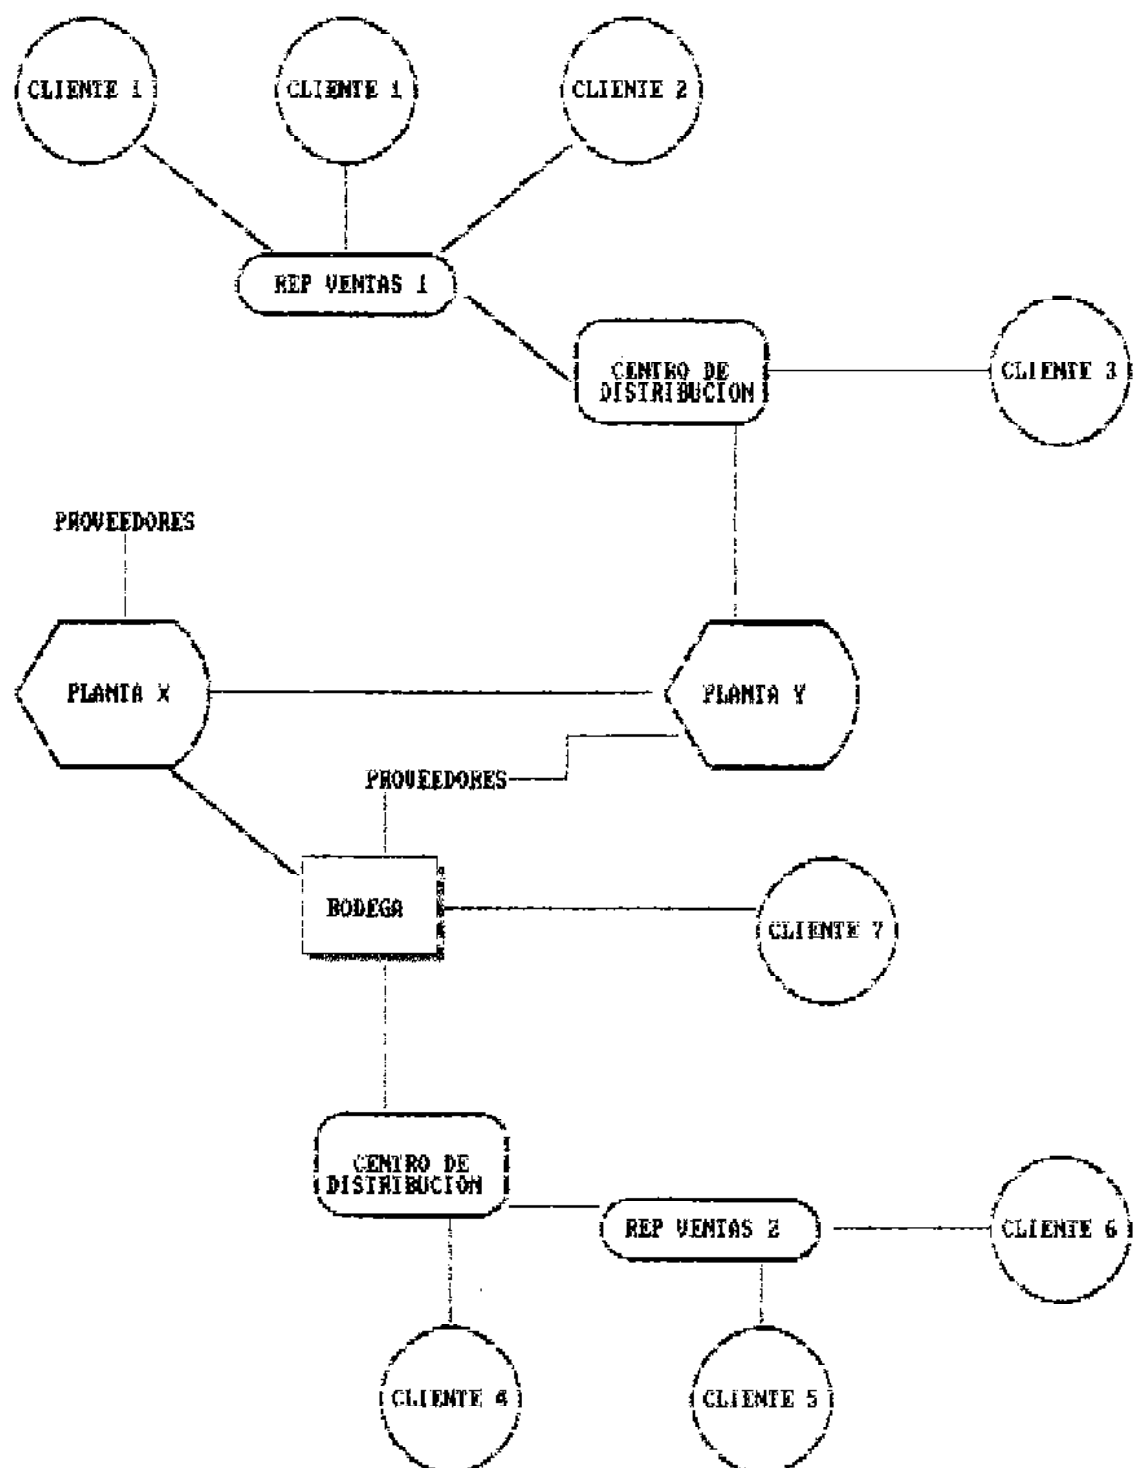 CLIENTE 1
CLIENTE 1
CLIENTE 2
REP VENTAS 1
CENTRO DE
DISTRIBUCION
CLIENTE 3
PROVEEDORES
PLANTA X
PLANTA Y
PROVEEDORES
BODEGA
CLIENTE 7
CENTRO DE
DISTRIBUCION
REP VENTAS 2
CLIENTE 6
CLIENTE 4
CLIENTE 5